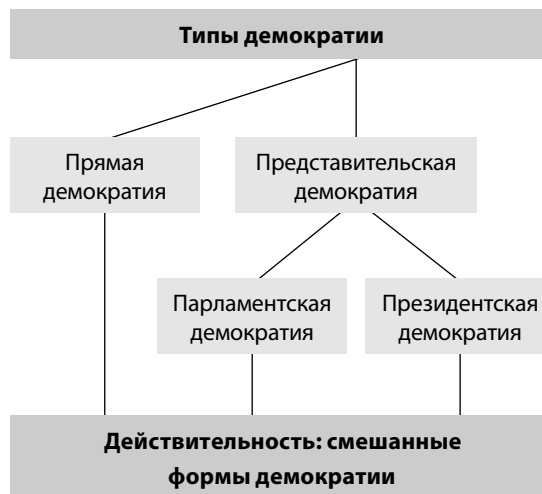 Типы демократии
Прямая
демократия
Представительская
демократия
Парламентская
демократия
Президентская
демократия
Действительность: смешанные
формы демократии